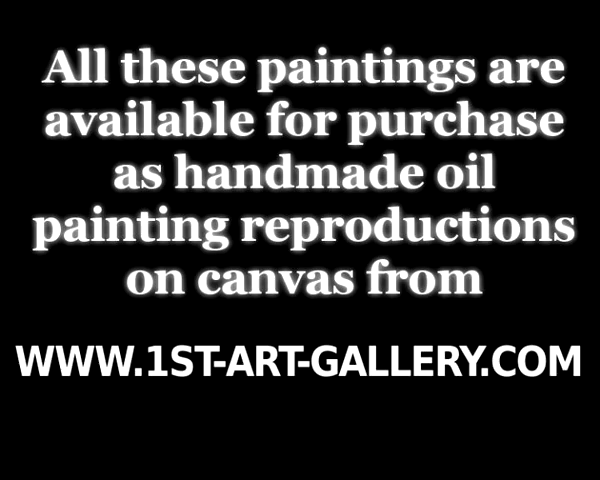 All these paintings are
available for purchase
as handmade oil
painting reproductions
on canvas from
WWW.1ST-ART-GALLERY.COM